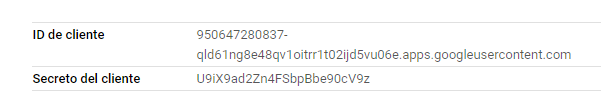 ID de cliente 950647280837-
qld61ng8e48qv1oitrr1t02ijd5vu06e.apps.googleusercontent.com
Secreto del cliente U9iX9ad2Zn4FSbpBbe90cV9z